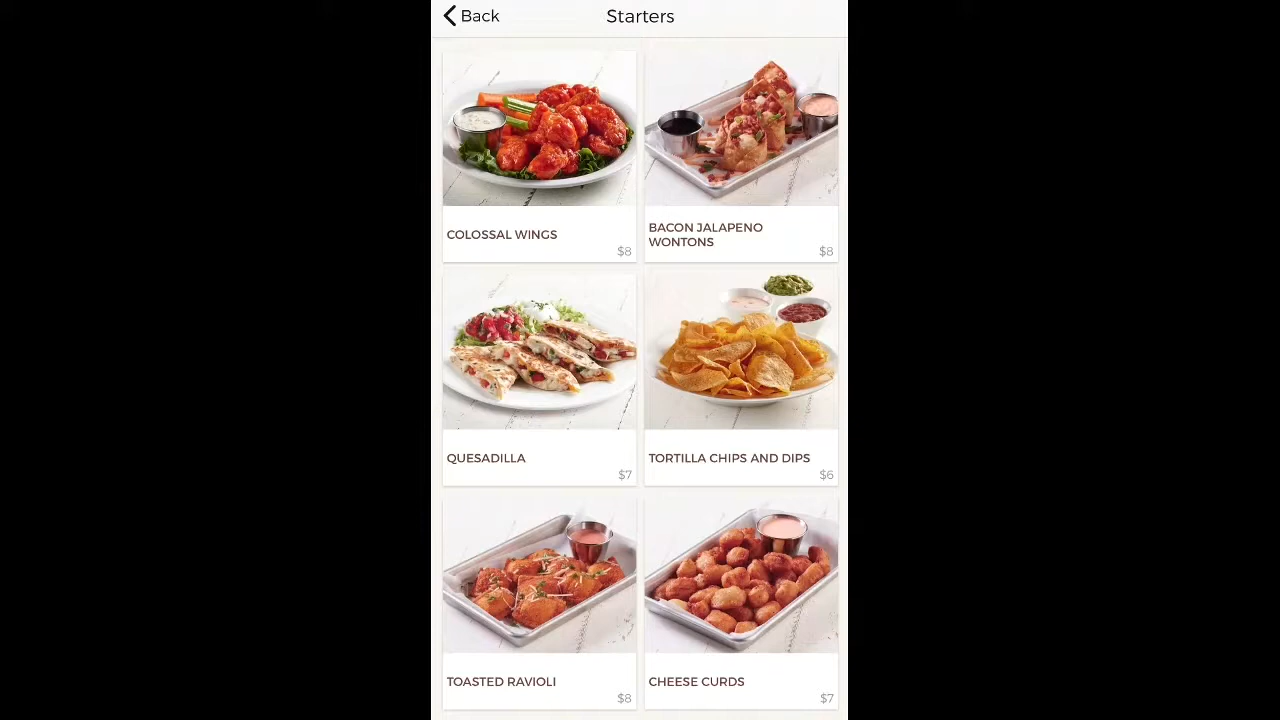 Back
Starters
COLOSSAL WINGS
$8
BACON JALAPENO
WONTONS
$8
QUESADILLA
$7
TORTILLA CHIPS AND DIPS
$6
TOASTED RAVIOLI
$8
CHEESE CURDS
$7